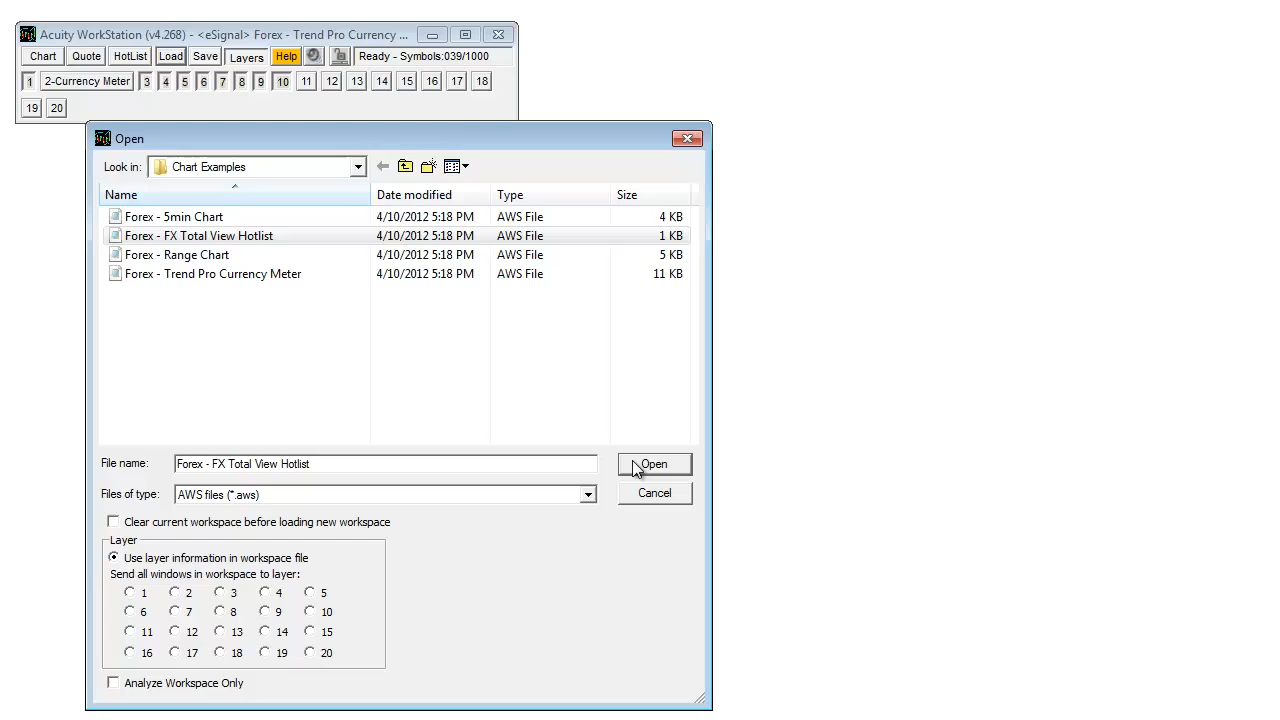 Acuity WorkStation (v4.268) - <eSignal> Forex - Trend Pro Currency ...
Chart Quote HotList Load Save Layers Help Ready - Symbols:039/1000
1 2-Currency Meter 3 4 5 6 7 8 9 10 11 12 13 14 15 16 17 18
19 20
Open
Look in: Chart Examples
Name Date modified Type Size
Forex - 5min Chart 4/10/2012 5:18 PM AWS File 4 KB
Forex - FX Total View Hotlist 4/10/2012 5:18 PM AWS File 1 KB
Forex - Range Chart 4/10/2012 5:18 PM AWS File 5 KB
Forex - Trend Pro Currency Meter 4/10/2012 5:18 PM AWS File 11 KB
File name: Forex - FX Total View Hotlist Open
Files of type: AWS files (*.aws) Cancel
Clear current workspace before loading new workspace
Layer
Use layer information in workspace file
Send all windows in workspace to layer:
1 2 3 4 5
6 7 8 9 10
11 12 13 14 15
16 17 18 19 20
Analyze Workspace Only